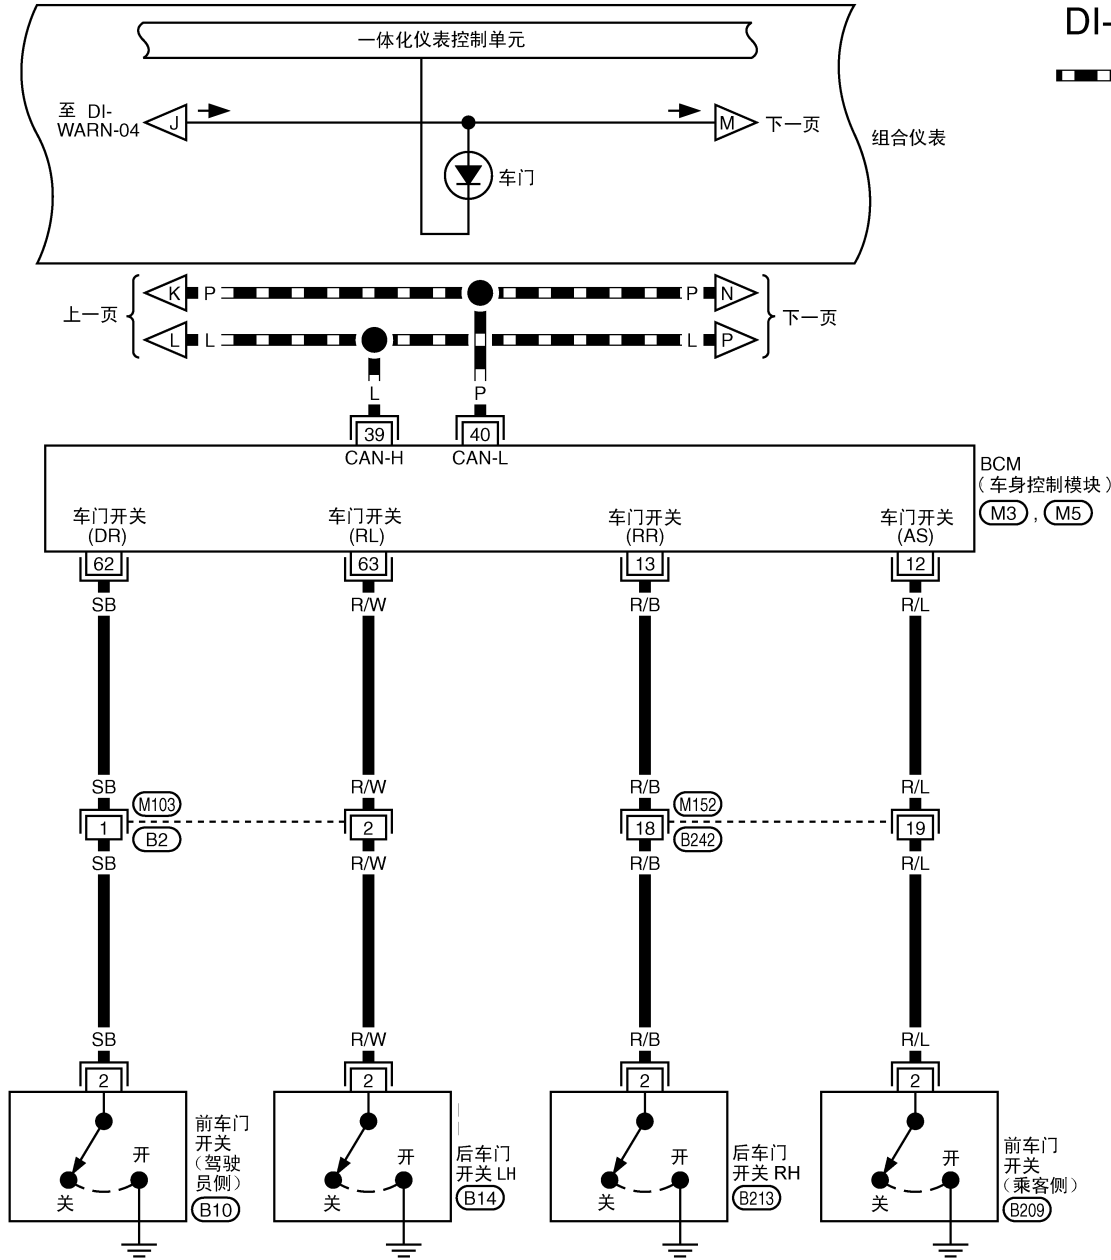 DI-
一体化仪表控制单元
至 DI-
WARN-04
J
M
下一页
组合仪表
车门
上一页
K
P
P
N
下一页
L
L
L
P
L
P
39
40
CAN-H
CAN-L
BCM
（车身控制模块）
M3 , M5
车门开关
(DR)
车门开关
(RL)
车门开关
(RR)
车门开关
(AS)
62
63
13
12
SB
R/W
R/B
R/L
SB
R/W
R/B
R/L
M103
M152
1
2
18
19
B2
B242
SB
R/W
R/B
R/L
SB
R/W
R/B
R/L
2
2
2
2
开
关
前车门
开关
（驾驶
员侧）
B10
开
关
后车门
开关 LH
B14
开
关
后车门
开关 RH
B213
开
关
前车门
开关
（乘客侧）
B209